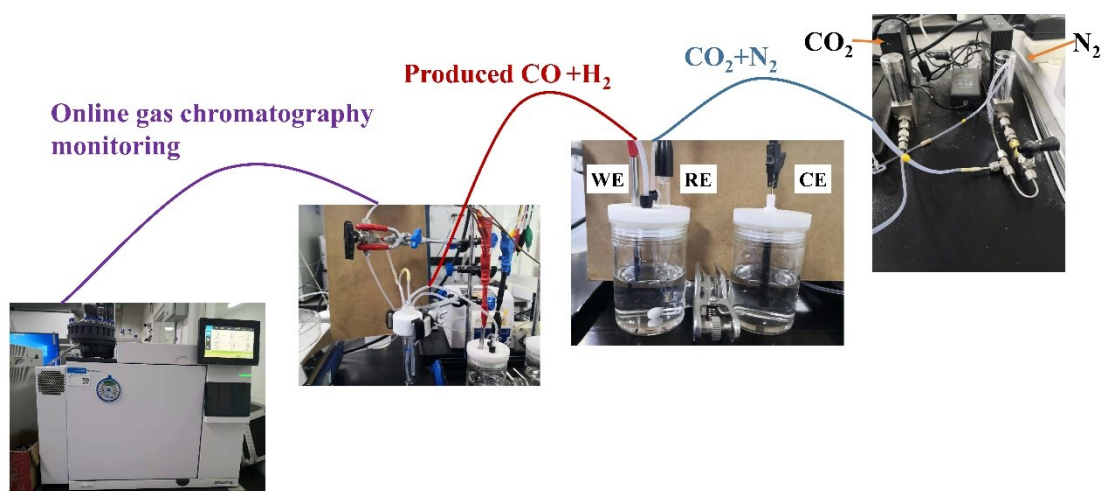 CO₂
N₂
CO₂+N₂
Produced CO+H₂
Online gas chromatography
monitoring
WE
RE
CE